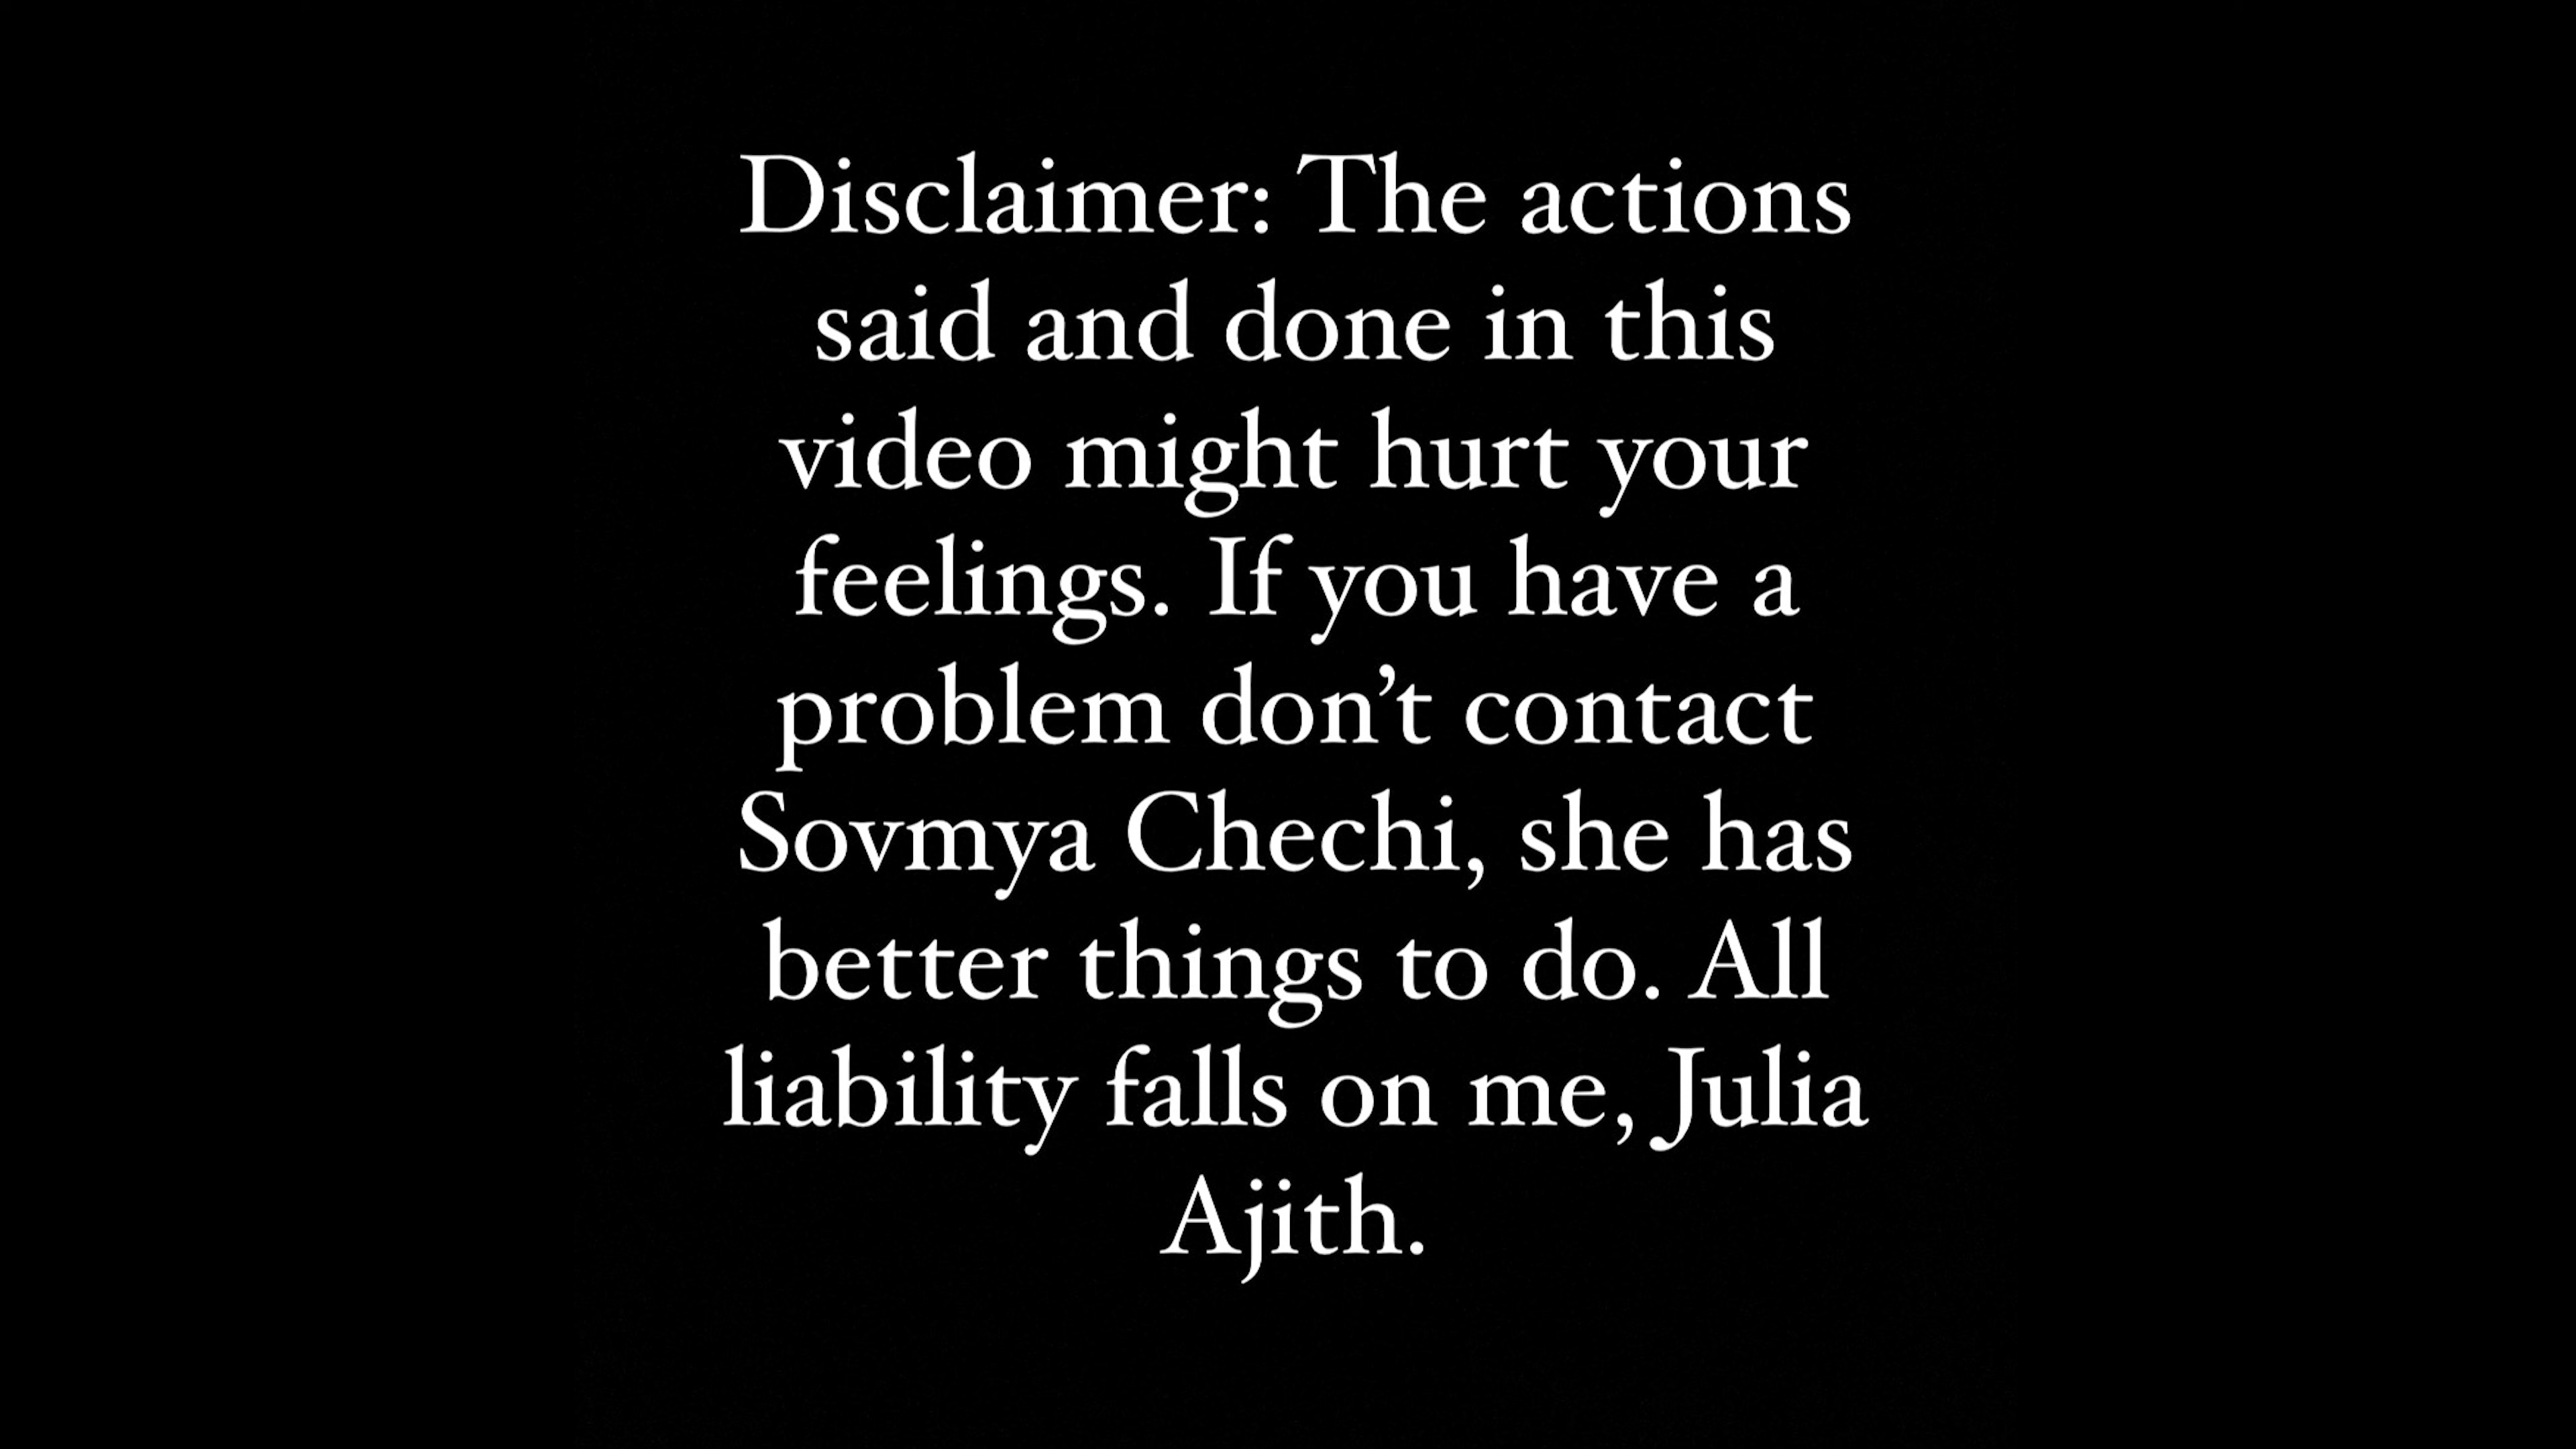 Disclaimer: The actions
said and done in this
video might hurt your
feelings. If you have a
problem don’t contact
Sovmya Chechi, she has
better things to do. All
liability falls on me, Julia
Ajith.